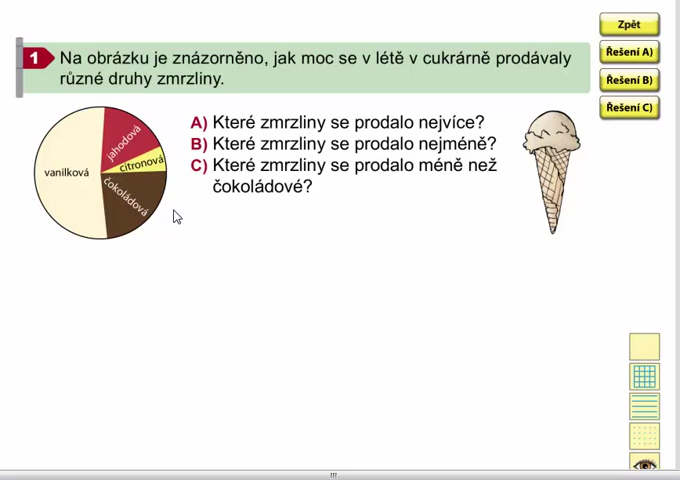 Zpět
1 Na obrázku je znázorněno, jak moc se v létě v cukrárně prodávaly
různé druhy zmrzliny.
Řešení A)
Řešení B)
Řešení C)
jahodová
citronová
vanilková
čokoládová
A) Které zmrzliny se prodalo nejvíce?
B) Které zmrzliny se prodalo nejméně?
C) Které zmrzliny se prodalo méně než
čokoládové?